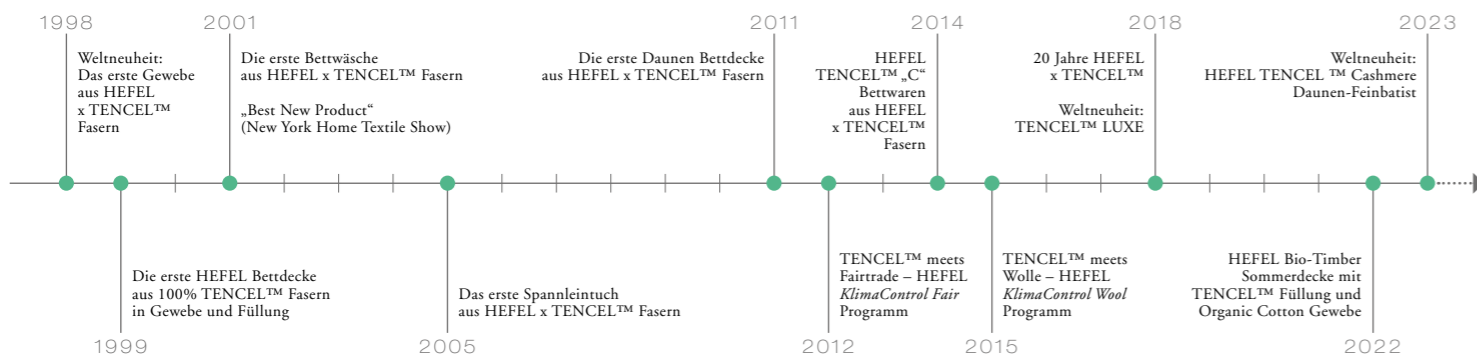 1998
Weltneuheit:
Das erste Gewebe
aus HEFEL
x TENCEL™
Fasern
2001
Die erste Bettwäsche
aus HEFEL x TENCEL™ Fasern
„Best New Product“
(New York Home Textile Show)
2011
Die erste Daunen Bettdecke
aus HEFEL x TENCEL™ Fasern
2014
HEFEL
TENCEL™ „C“
Bettwaren
aus HEFEL
x TENCEL™
Fasern
2018
20 Jahre HEFEL
x TENCEL™
Weltneuheit:
TENCEL™ LUXE
2023
Weltneuheit:
HEFEL TENCEL ™ Cashmere
Daunen-Feinbatist
Die erste HEFEL Bettdecke
aus 100% TENCEL™ Fasern
in Gewebe und Füllung
1999
Das erste Spannleintuch
aus HEFEL x TENCEL™ Fasern
2005
TENCEL™ meets
Fairtrade – HEFEL
KlimaControl Fair
Programm
2012
TENCEL™ meets
Wolle – HEFEL
KlimaControl Wool
Programm
2015
HEFEL Bio-Timber
Sommerdecke mit
TENCEL™ Füllung und
Organic Cotton Gewebe
2022